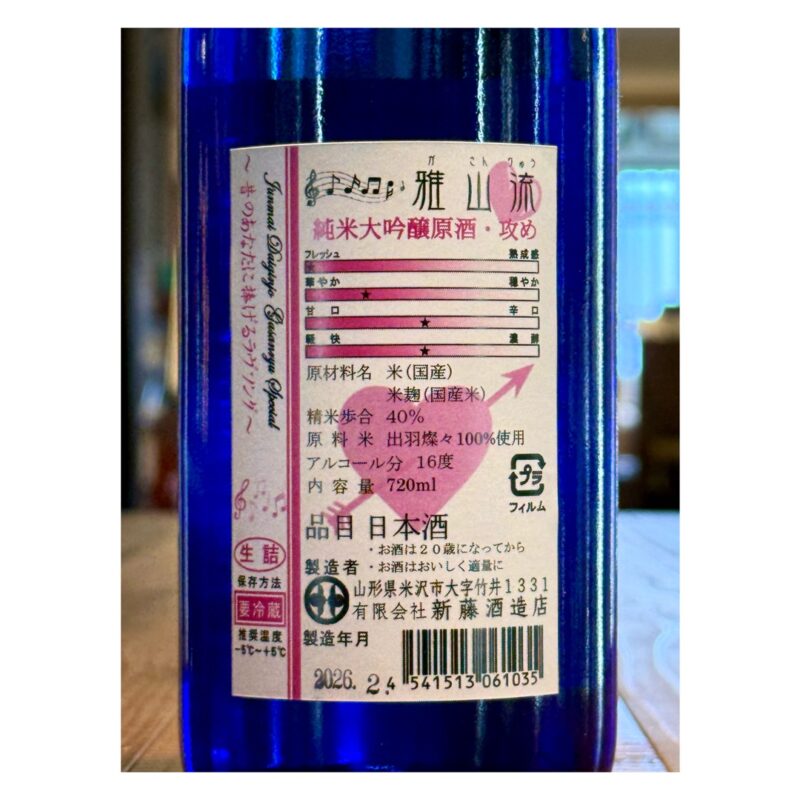 Junmai Daiginjo Gasanryu Special
～昔のあなたに捧げるラヴ・ソング～
生詰
保存方法
要冷蔵
推奨温度
-5℃～+5℃
が さん りゅう
雅山流
純米大吟醸原酒・攻め
フレッシュ 熟成感
★
華やか 穏やか
★
甘口 辛口
★
軽快 濃醇
★
原材料名 米(国産)
米麹(国産米)
精米歩合 40%
原料米 出羽燦々100%使用
アルコール分 16度
内容量 720ml
プラ
フィルム
品目 日本酒
・お酒は20歳になってから
・お酒はおいしく適量に
製造者
山形県米沢市大字竹井1331
有限会社 新藤酒造店
製造年月
2026. 2
4 541513 061035